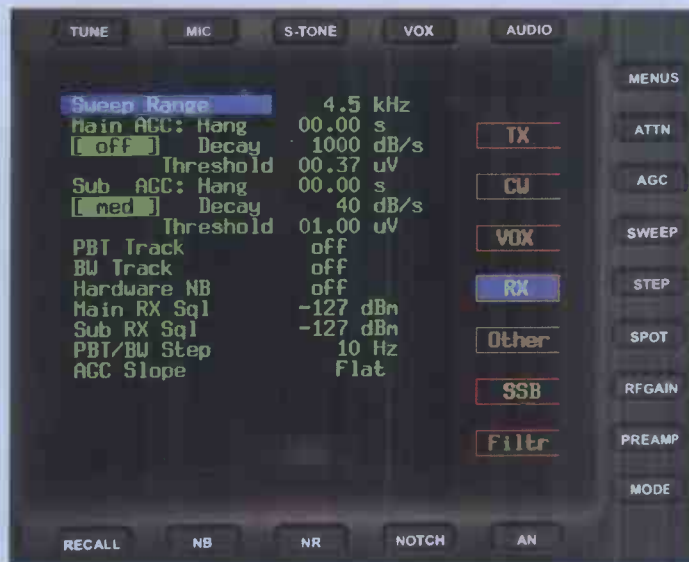 TUNE MIC S-TONE VOX AUDIO
MENUS
Sweep Range 4.5 kHz
Main AGC: Hang 00.00 s
[ off ] Decay 1000 dB/s
Threshold 00.37 uV
Sub AGC: Hang 00.00 s
[ med ] Decay 40 dB/s
Threshold 01.00 uV
PBT Track off
BW Track off
Hardware NB off
Main RX Sql -127 dBm
Sub RX Sql -127 dBm
PBT/BW Step 10 Hz
AGC Slope Flat
TX
CW
VOX
RX
Other
SSB
Filtr
ATTN
AGC
SWEEP
STEP
SPOT
RFGAIN
PREAMP
MODE
RECALL NB NR NOTCH AN